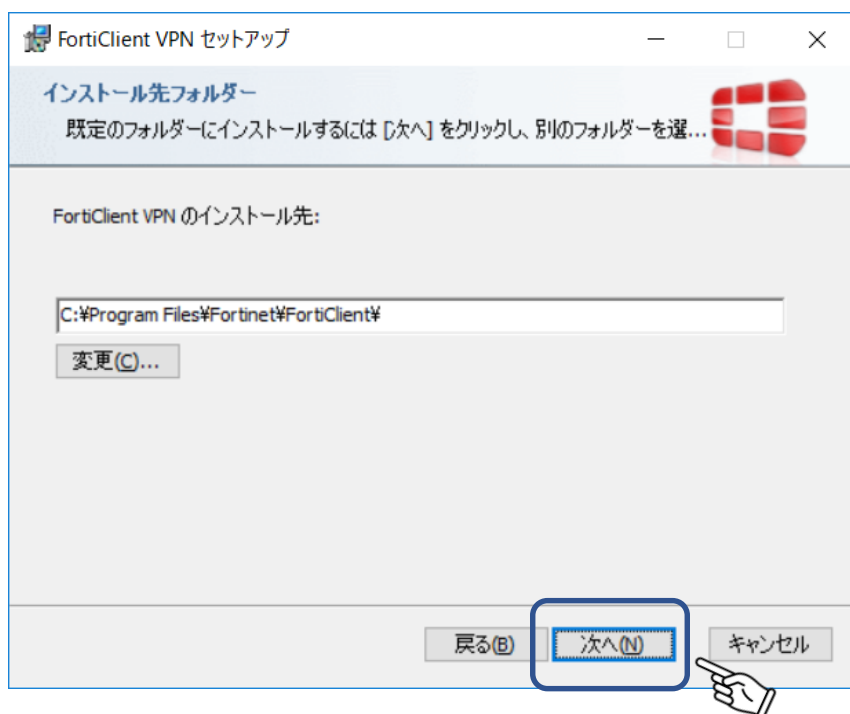 FortiClient VPN セットアップ
インストール先フォルダー
既定のフォルダーにインストールするには [次へ] をクリックし、別のフォルダーを選...
FortiClient VPN のインストール先:
C:¥Program Files¥Fortinet¥FortiClient¥
変更(C)...
戻る(B) 次へ(N) キャンセル